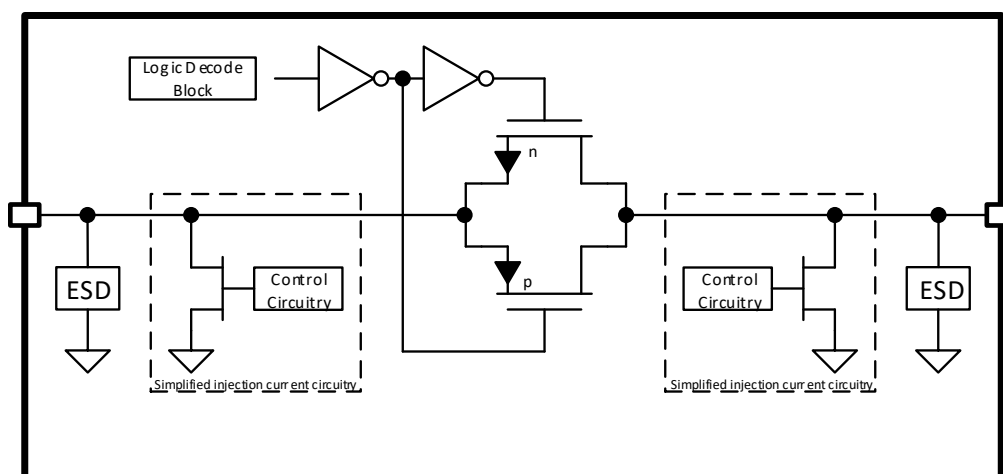 Logic Decode
Block
n
p
ESD
Control
Circuitry
Simplified injection current circuitry
Control
Circuitry
ESD
Simplified injection current circuitry